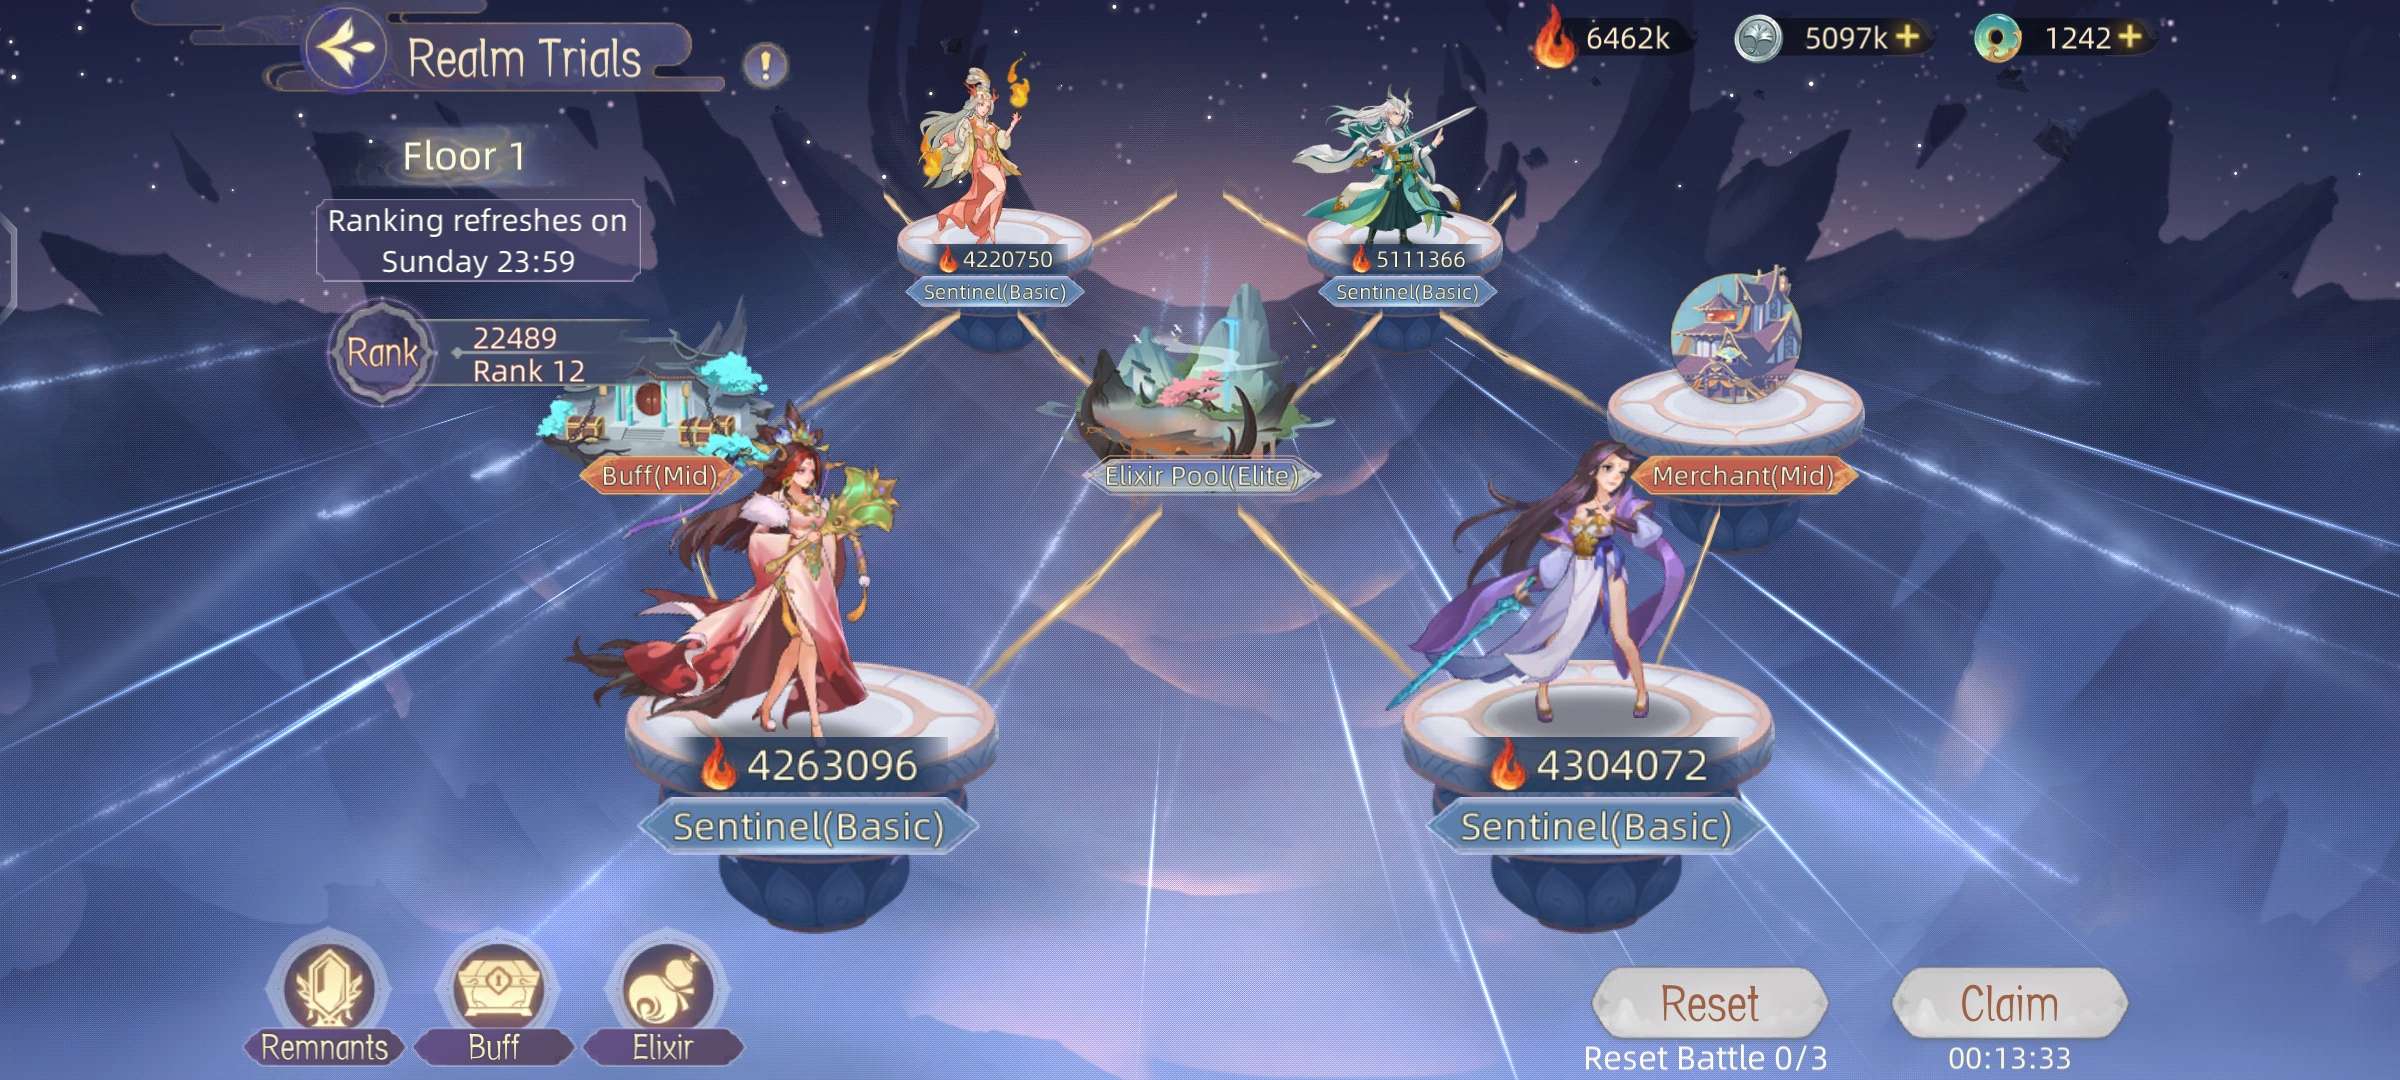 Realm Trials
!
6462k
5097k +
1242 +
Floor 1
Ranking refreshes on
Sunday 23:59
Rank
22489
Rank 12
4220750
Sentinel(Basic)
5111366
Sentinel(Basic)
Buff(Mid)
Elixir Pool(Elite)
Merchant(Mid)
4263096
Sentinel(Basic)
4304072
Sentinel(Basic)
Remnants
Buff
Elixir
Reset
Reset Battle 0/3
Claim
00:13:33